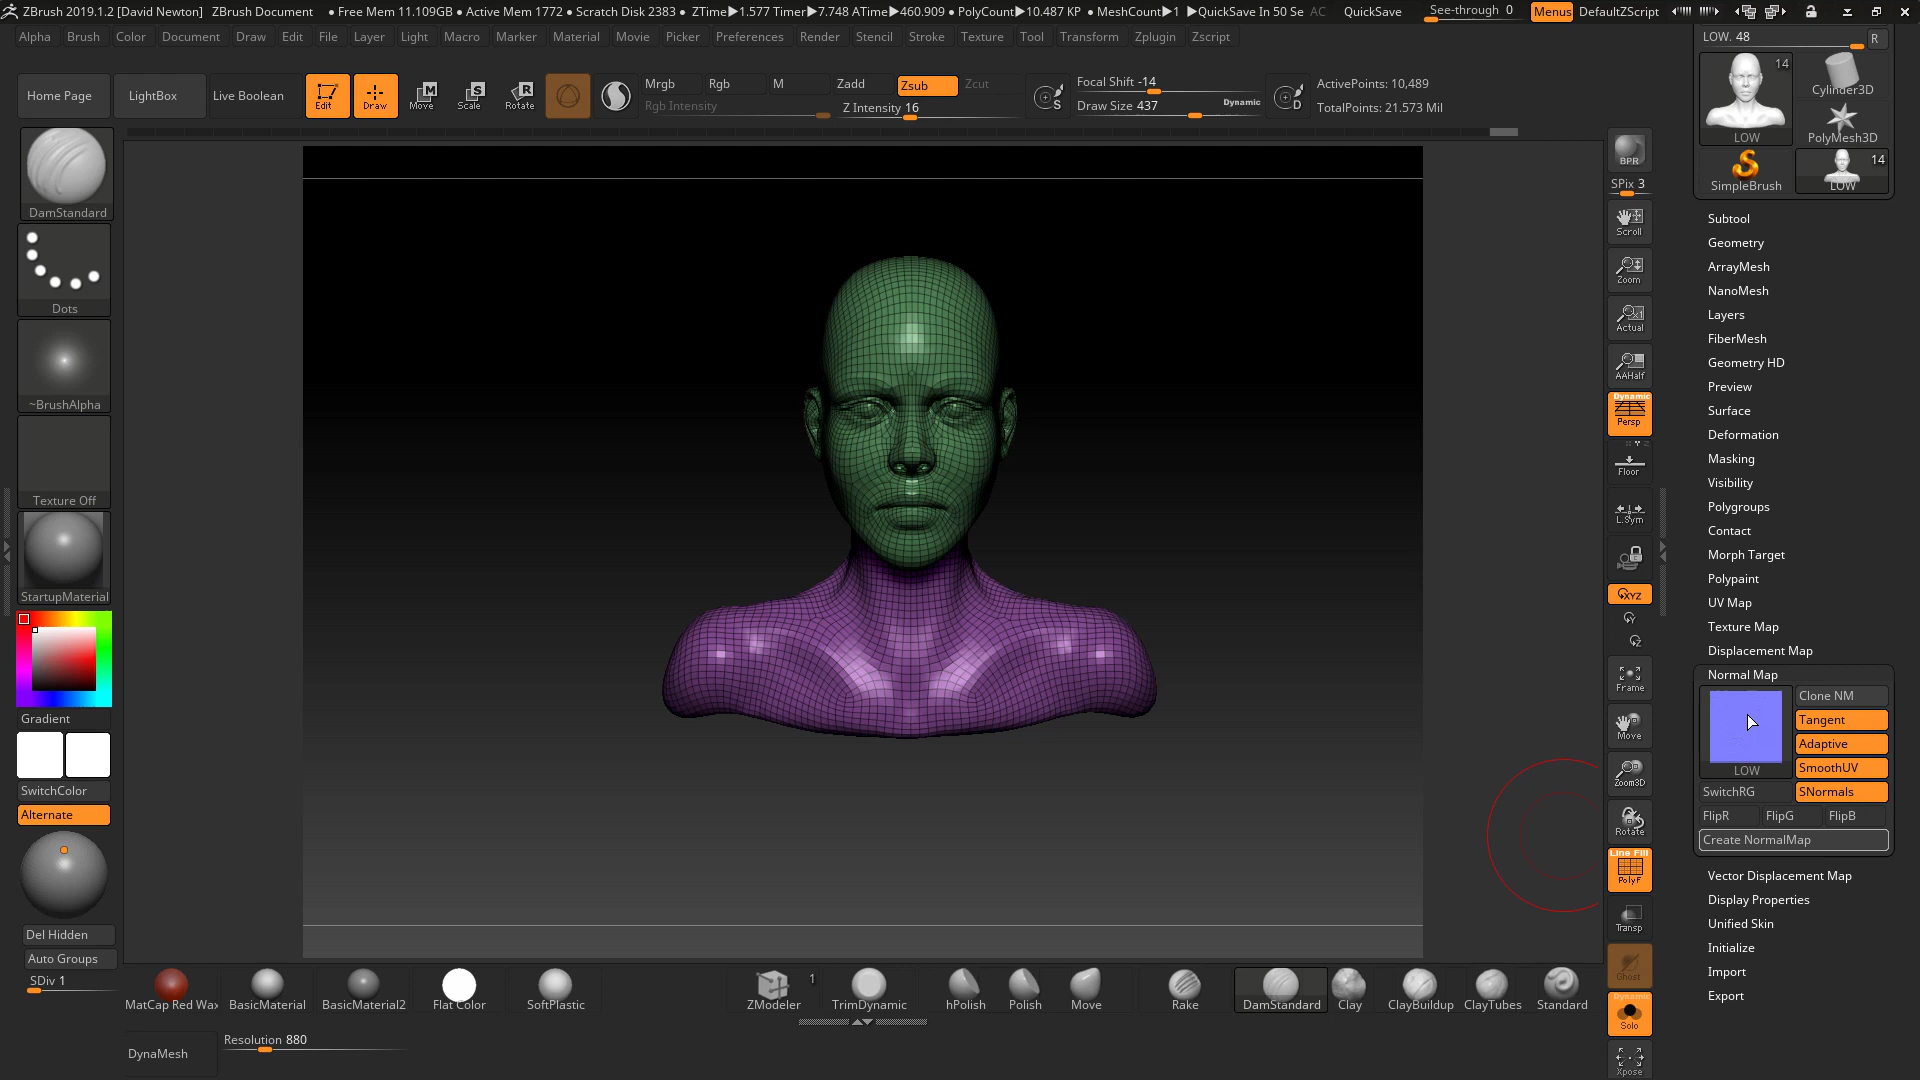 ZBrush 2019.1.2 [David Newton] ZBrush Document ● Free Mem 11.109GB ● Active Mem 1772 ● Scratch Disk 2383 ● ZTime▶1.577 Timer▶7.748 ATime▶460.909 ● PolyCount▶10.487 KP ● MeshCount▶1 ▶QuickSave In 50 Se AC QuickSave See-through 0 Menus DefaultZScript
Alpha Brush Color Document Draw Edit File Layer Light Macro Marker Material Movie Picker Preferences Render Stencil Stroke Texture Tool Transform Zplugin Zscript
Home Page LightBox Live Boolean Edit Draw Move Scale Rotate
Mrgb Rgb M Zadd Zsub Zcut
Rgb Intensity Z Intensity 16
Focal Shift -14
Draw Size 437 Dynamic
ActivePoints: 10,489
TotalPoints: 21.573 Mil
DamStandard
Dots
~BrushAlpha
Texture Off
StartupMaterial
Gradient
SwitchColor
Alternate
Del Hidden
Auto Groups
SDiv 1
BPR
SPix 3
Scroll
Zoom
Actual
AAHalf
Dynamic
Persp
Floor
L.Sym
XYZ
Y
Z
Frame
Move
Zoom3D
Rotate
Line Fill
PolyF
Transp
Ghost
Dynamic
Solo
Xpose
LOW. 48 R
14
LOW
Cylinder3D
PolyMesh3D
SimpleBrush
14
LOW
Subtool
Geometry
ArrayMesh
NanoMesh
Layers
FiberMesh
Geometry HD
Preview
Surface
Deformation
Masking
Visibility
Polygroups
Contact
Morph Target
Polypaint
UV Map
Texture Map
Displacement Map
Normal Map
Clone NM
Tangent
Adaptive
SmoothUV
LOW
SwitchRG SNormals
FlipR FlipG FlipB
Create NormalMap
Vector Displacement Map
Display Properties
Unified Skin
Initialize
Import
Export
MatCap Red Wax BasicMaterial BasicMaterial2 Flat Color SoftPlastic
1
ZModeler TrimDynamic hPolish Polish Move Rake DamStandard Clay ClayBuildup ClayTubes Standard
DynaMesh
Resolution 880